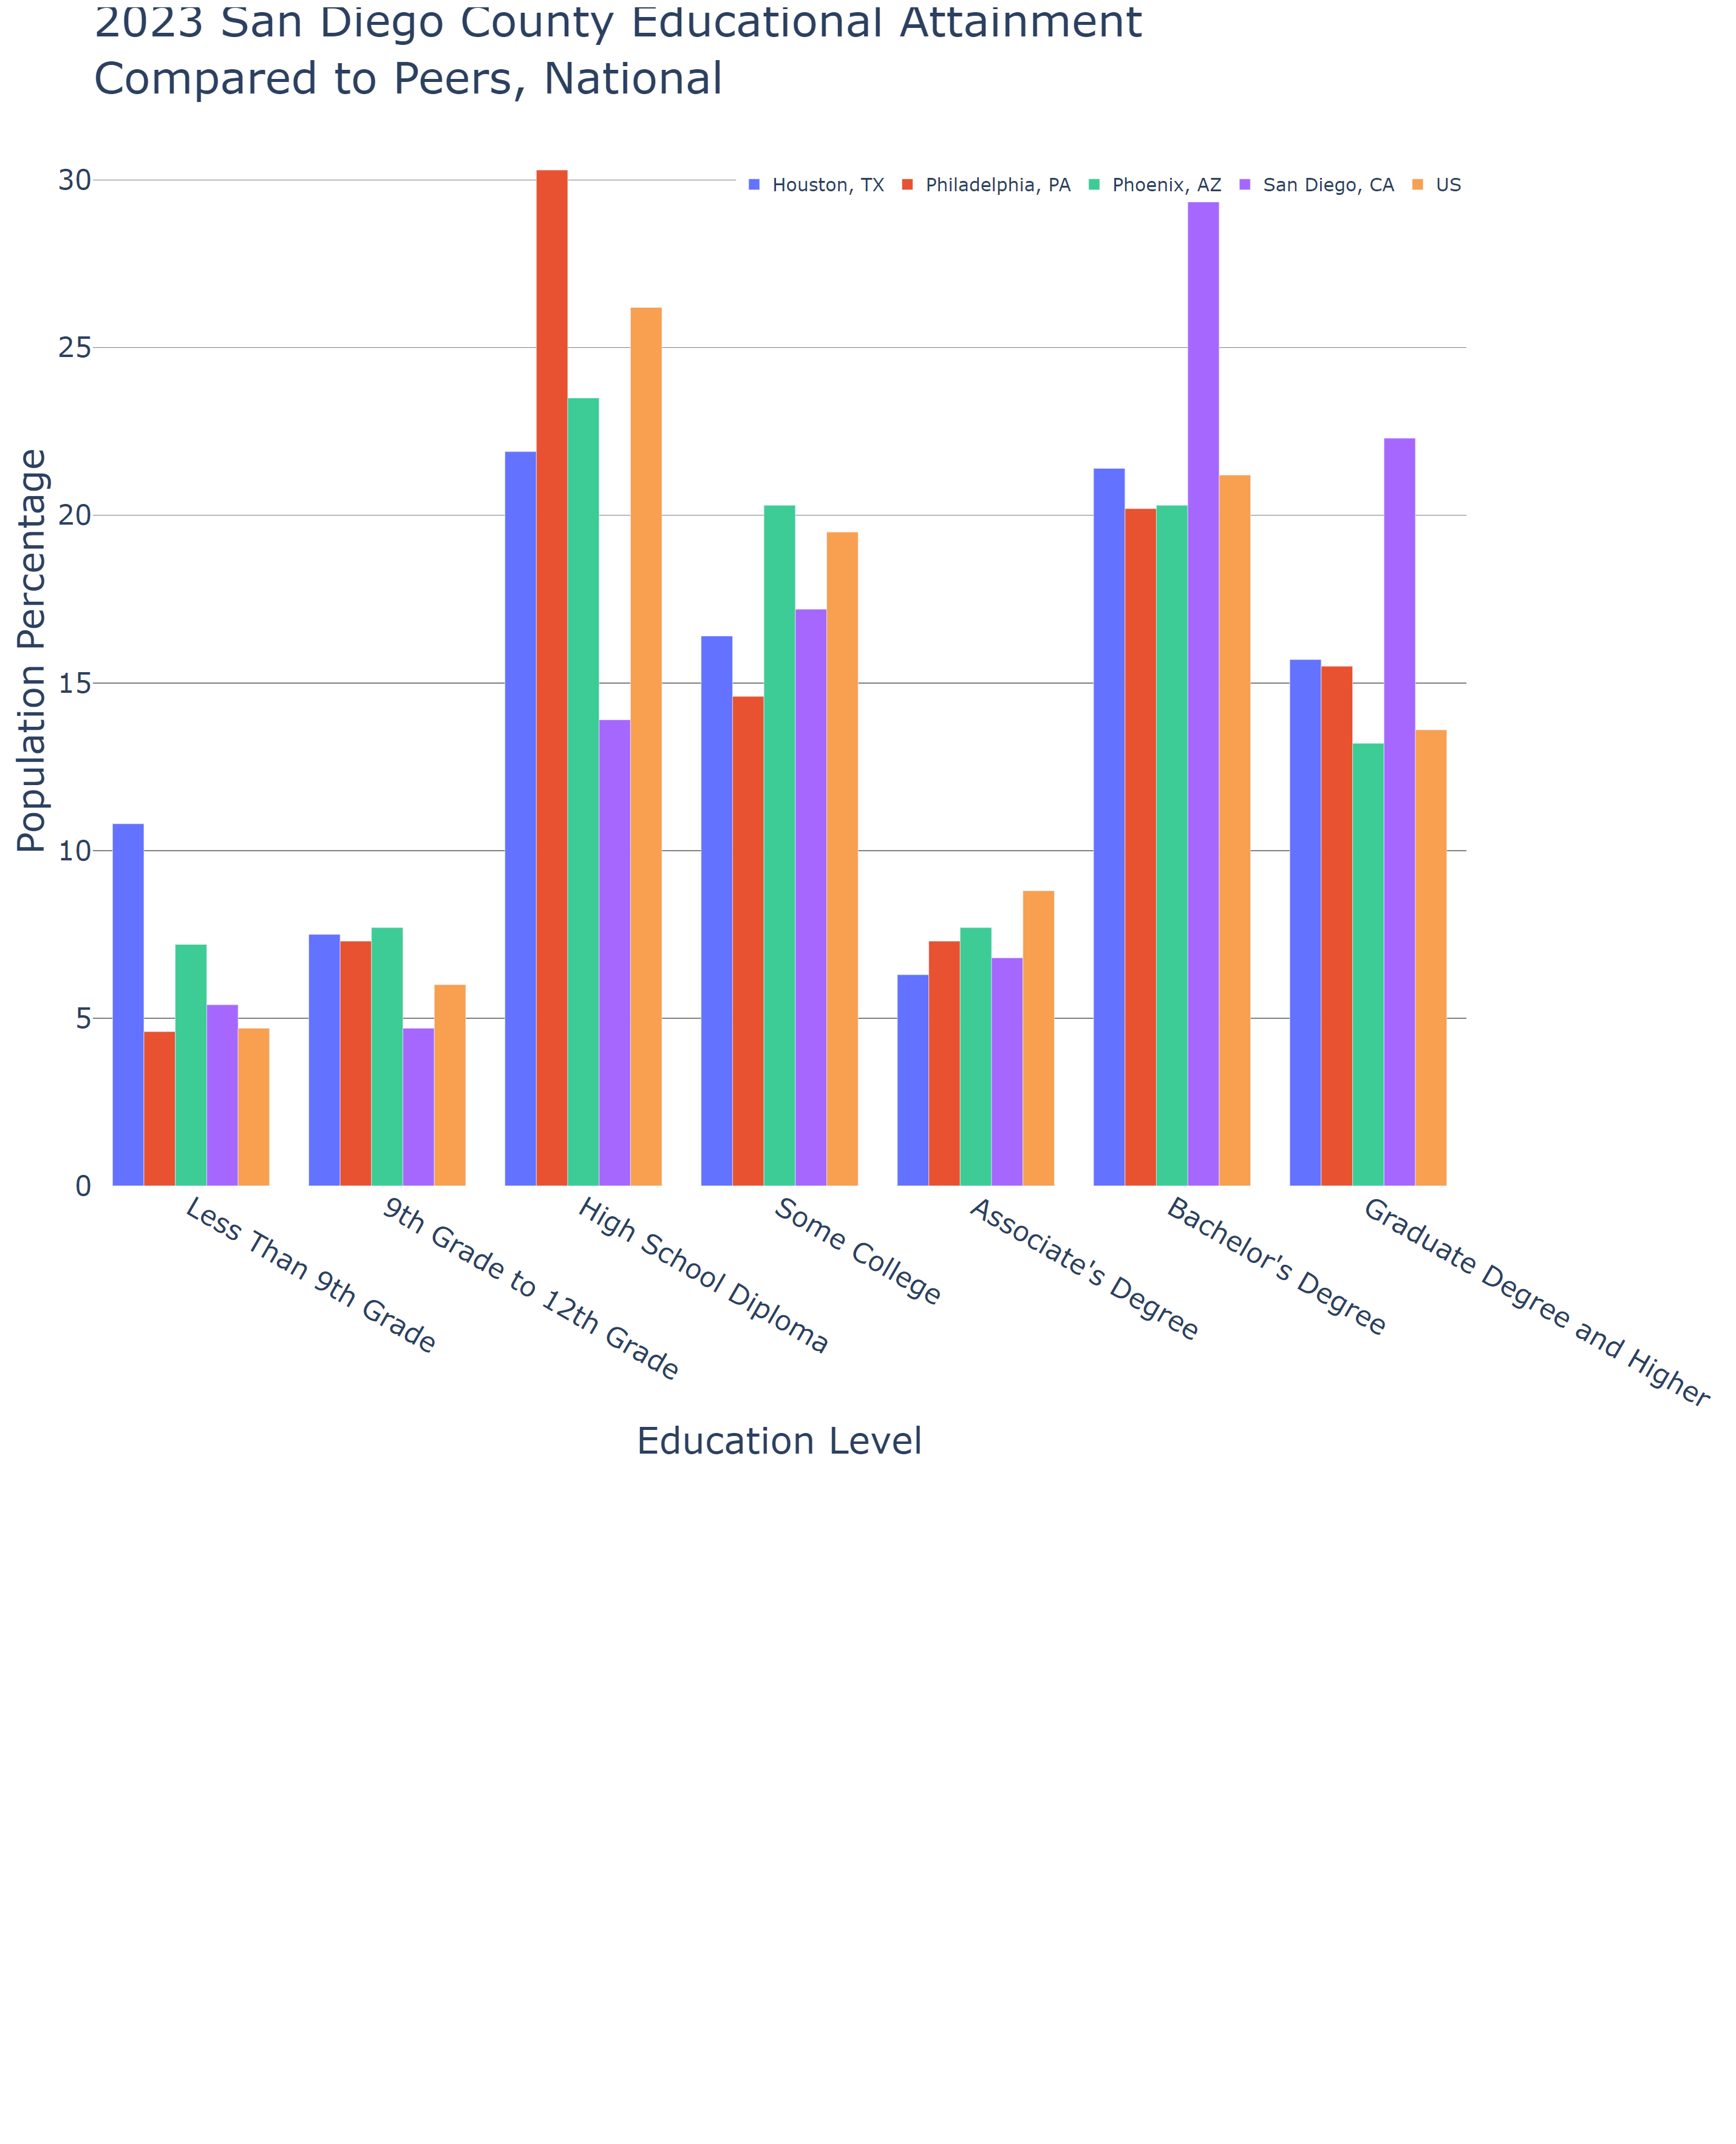 2023 San Diego County Educational Attainment
Compared to Peers, National
30
Houston, TX Philadelphia, PA Phoenix, AZ San Diego, CA US
25
20
15
10
5
0
Population Percentage
Less Than 9th Grade
9th Grade to 12th Grade
High School Diploma
Some College
Associate's Degree
Bachelor's Degree
Graduate Degree and Higher
Education Level